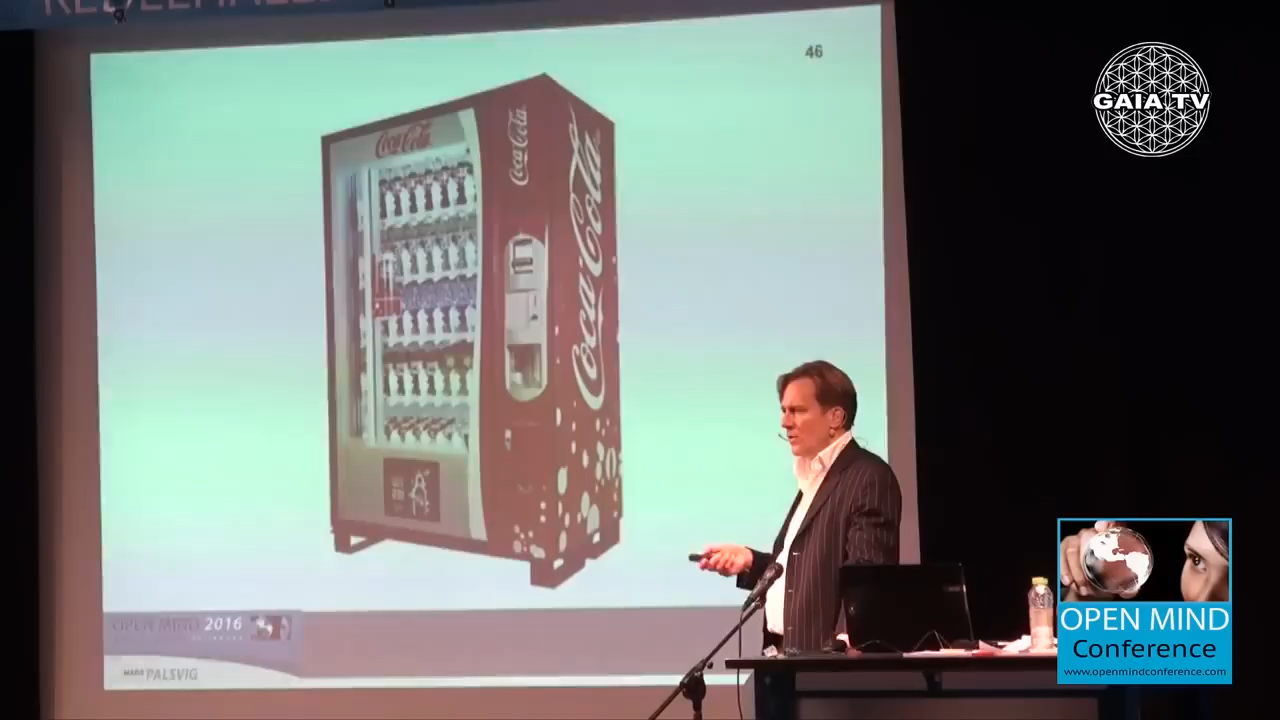 46
GAIA.TV
Coca-Cola
Coca-Cola
Coca-Cola
OPEN MIND 2016
MADS PALSVIG
OPEN MIND
Conference
www.openmindconference.com